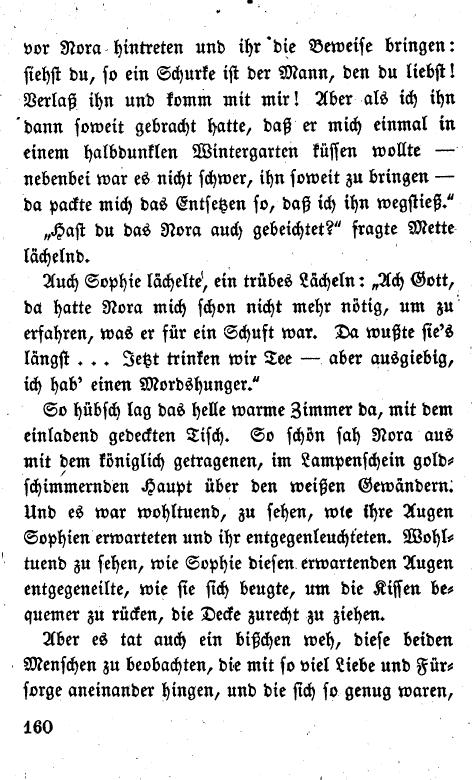 vor Nora hintreten und ihr die Beweise bringen:
siehst du, so ein Schurke ist der Mann, den du liebst!
Verlaß ihn und komm mit mir! Aber als ich ihn
dann soweit gebracht hatte, daß er mich einmal in
einem halbdunklen Wintergarten küssen wollte —
nebenbei war es nicht schwer, ihn soweit zu bringen —
da packte mich das Entsetzen so, daß ich ihn wegstieß.“
„Hast du das Nora auch gebeichtet?“ fragte Mette
lächelnd.
Auch Sophie lächelte, ein trübes Lächeln: „Ach Gott,
da hatte Nora mich schon nicht mehr nötig, um zu
erfahren, was er für ein Schuft war. Da wußte sie's
längst . . . Jetzt trinken wir Tee — aber ausgiebig,
ich hab' einen Mordshunger.“
So hübsch lag das helle warme Zimmer da, mit dem
einladend gedeckten Tisch. So schön sah Nora aus
mit dem königlich getragenen, im Lampenschein gold-
schimmernden Haupt über den weißen Gewändern.
Und es war wohltuend, zu sehen, wie ihre Augen
Sophien erwarteten und ihr entgegenleuchteten. Wohl-
tuend zu sehen, wie Sophie diesen erwartenden Augen
entgegeneilte, wie sie sich beugte, um die Kissen be-
quemer zu rücken, die Decke zurecht zu ziehen.
Aber es tat auch ein bißchen weh, diese beiden
Menschen zu beobachten, die mit so viel Liebe und Für-
sorge aneinander hingen, und die sich so genug waren,
160